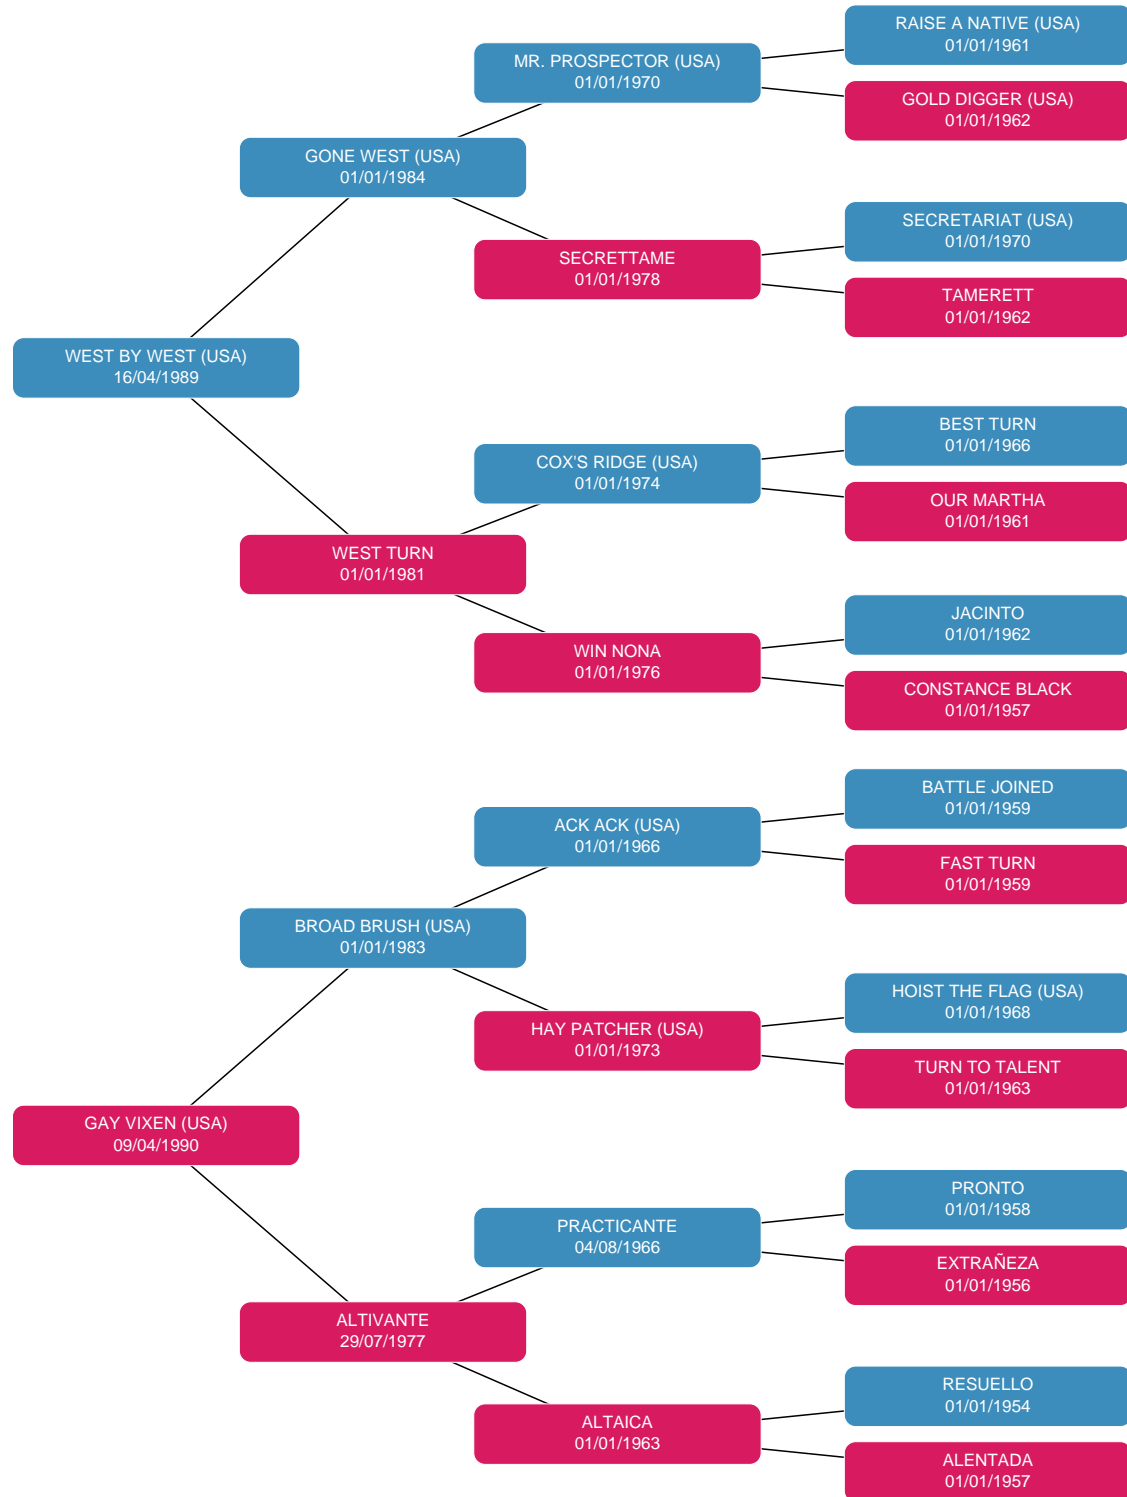 RAISE A NATIVE (USA)
01/01/1961
MR. PROSPECTOR (USA)
01/01/1970
GOLD DIGGER (USA)
01/01/1962
GONE WEST (USA)
01/01/1984
SECRETARIAT (USA)
01/01/1970
SECRETTAME
01/01/1978
TAMERETT
01/01/1962
WEST BY WEST (USA)
16/04/1989
BEST TURN
01/01/1966
COX'S RIDGE (USA)
01/01/1974
OUR MARTHA
01/01/1961
WEST TURN
01/01/1981
JACINTO
01/01/1962
WIN NONA
01/01/1976
CONSTANCE BLACK
01/01/1957
BATTLE JOINED
01/01/1959
ACK ACK (USA)
01/01/1966
FAST TURN
01/01/1959
BROAD BRUSH (USA)
01/01/1983
HOIST THE FLAG (USA)
01/01/1968
HAY PATCHER (USA)
01/01/1973
TURN TO TALENT
01/01/1963
GAY VIXEN (USA)
09/04/1990
PRONTO
01/01/1958
PRACTICANTE
04/08/1966
EXTRAÑEZA
01/01/1956
ALTIVANTE
29/07/1977
RESUELLO
01/01/1954
ALTAICA
01/01/1963
ALENTADA
01/01/1957